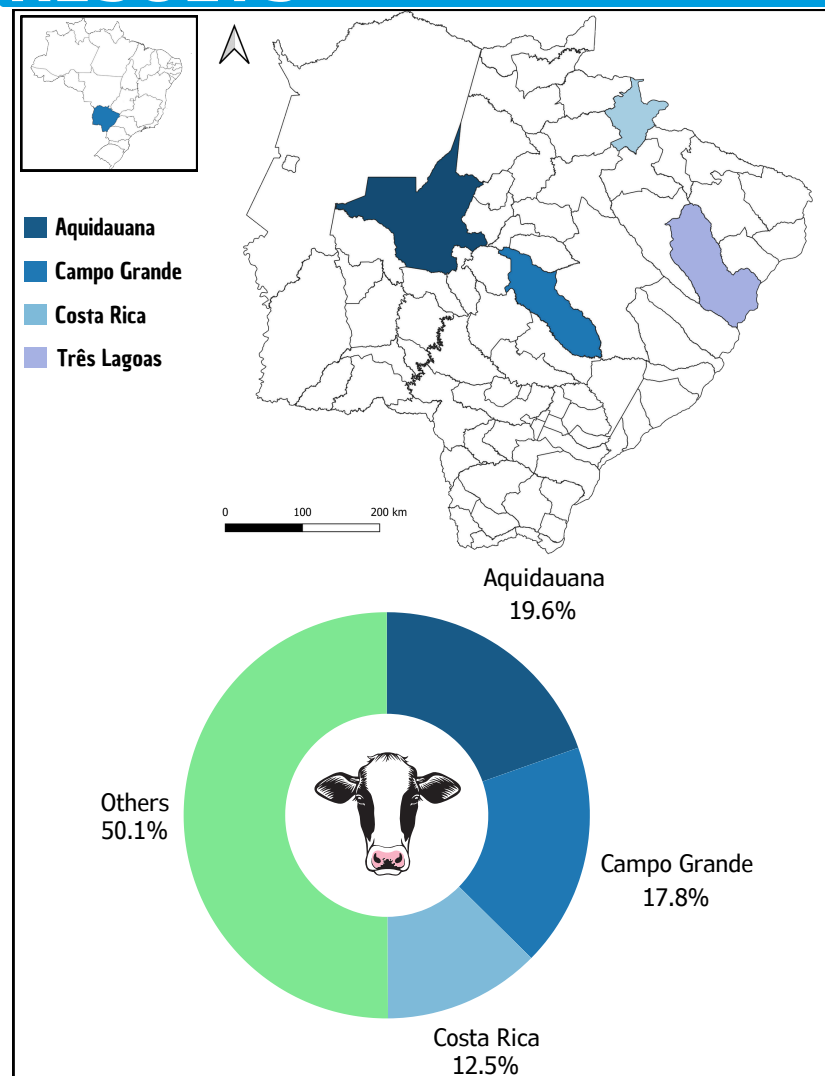 RESULTS
Aquidauana
Campo Grande
Costa Rica
Três Lagoas
0 100 200 km
Aquidauana
19.6%
Others
50.1%
Campo Grande
17.8%
Costa Rica
12.5%